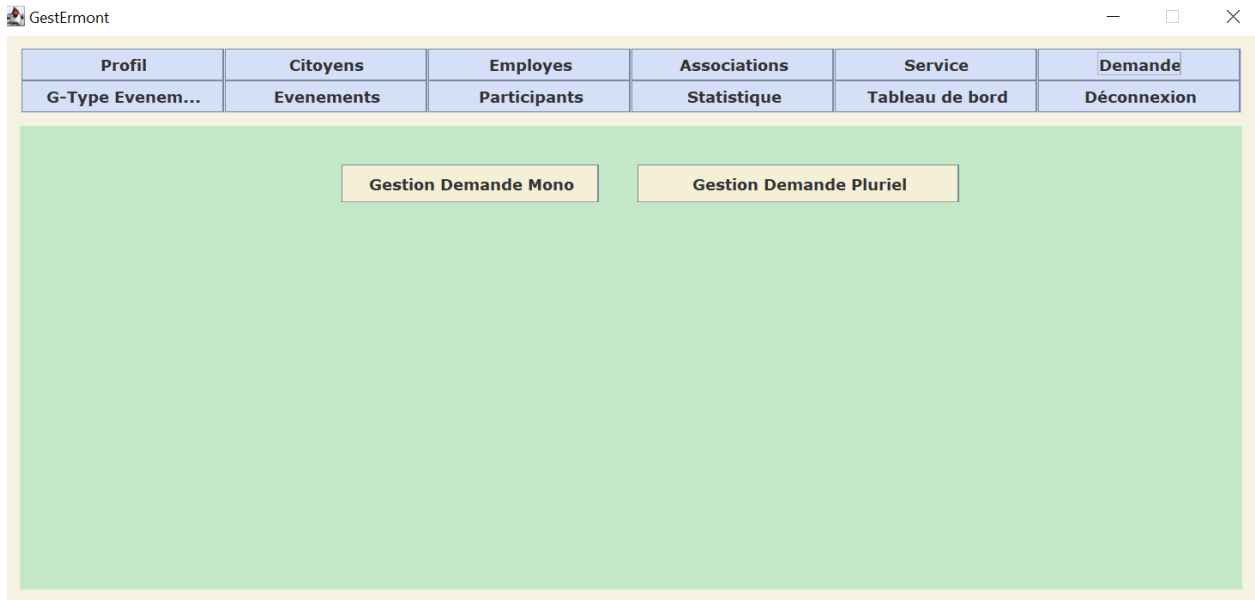 GestErmont
Profil Citoyens Employes Associations Service Demande
G-Type Evenem... Evenements Participants Statistique Tableau de bord Déconnexion
Gestion Demande Mono Gestion Demande Pluriel